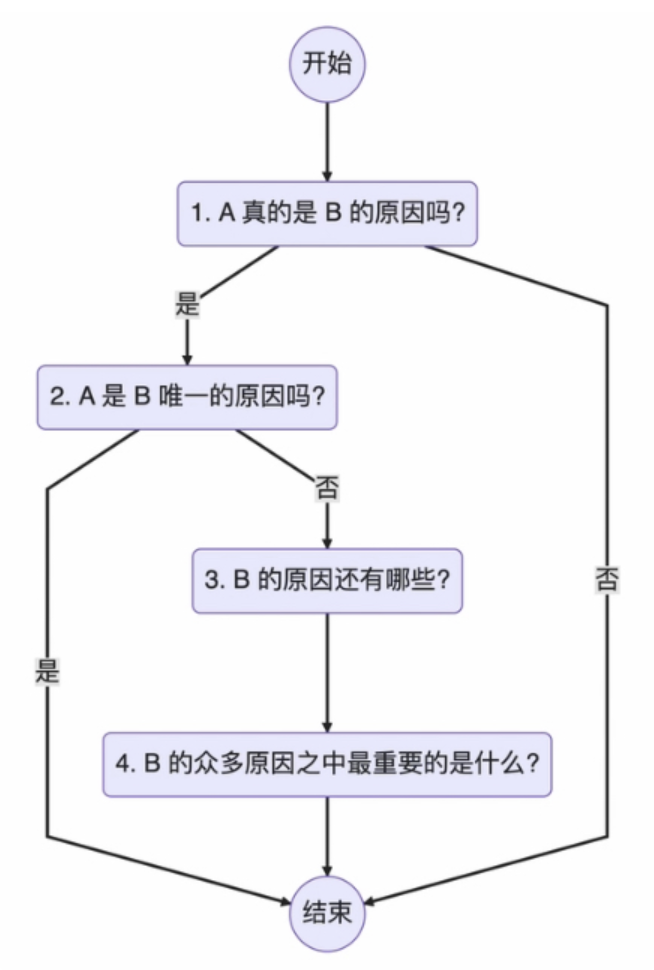 开始
1. A 真的是 B 的原因吗?
是
2. A 是 B 唯一的原因吗?
否
3. B 的原因还有哪些?
否
是
4. B 的众多原因之中最重要的是什么?
结束